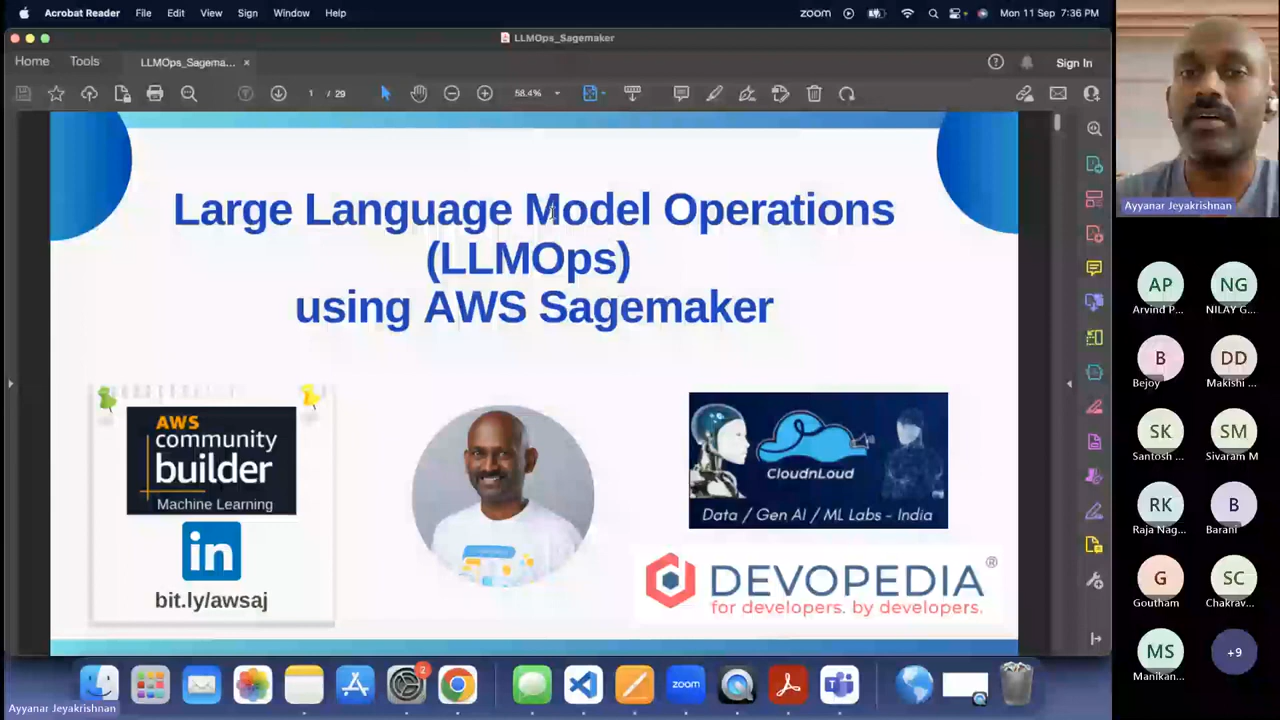 Acrobat Reader File Edit View Sign Window Help
zoom Mon 11 Sep 7:36 PM
LLMOps_Sagemaker
Home Tools LLMOps_Sagema... × Sign In
1 / 29 58.4%
Large Language Model Operations
(LLMOps)
using AWS Sagemaker
AWS
community
builder
Machine Learning
in
bit.ly/awsaj
CloudnLoud
Data / Gen AI / ML Labs - India
DEVOPEDIA ®
for developers. by developers.
2
zoom
Ayyanar Jeyakrishnan
Ayyanar Jeyakrishnan
AP NG
Arvind P... NILAY G...
B DD
Bejoy Makishi ...
SK SM
Santosh ... Sivaram M
RK B
Raja Nag... Barani
G SC
Goutham Chakrav...
MS +9
Manikan...